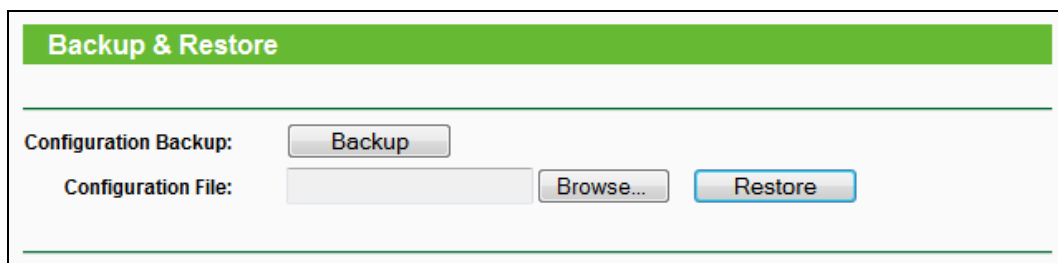 Backup & Restore
Configuration Backup: Backup
Configuration File: Browse... Restore